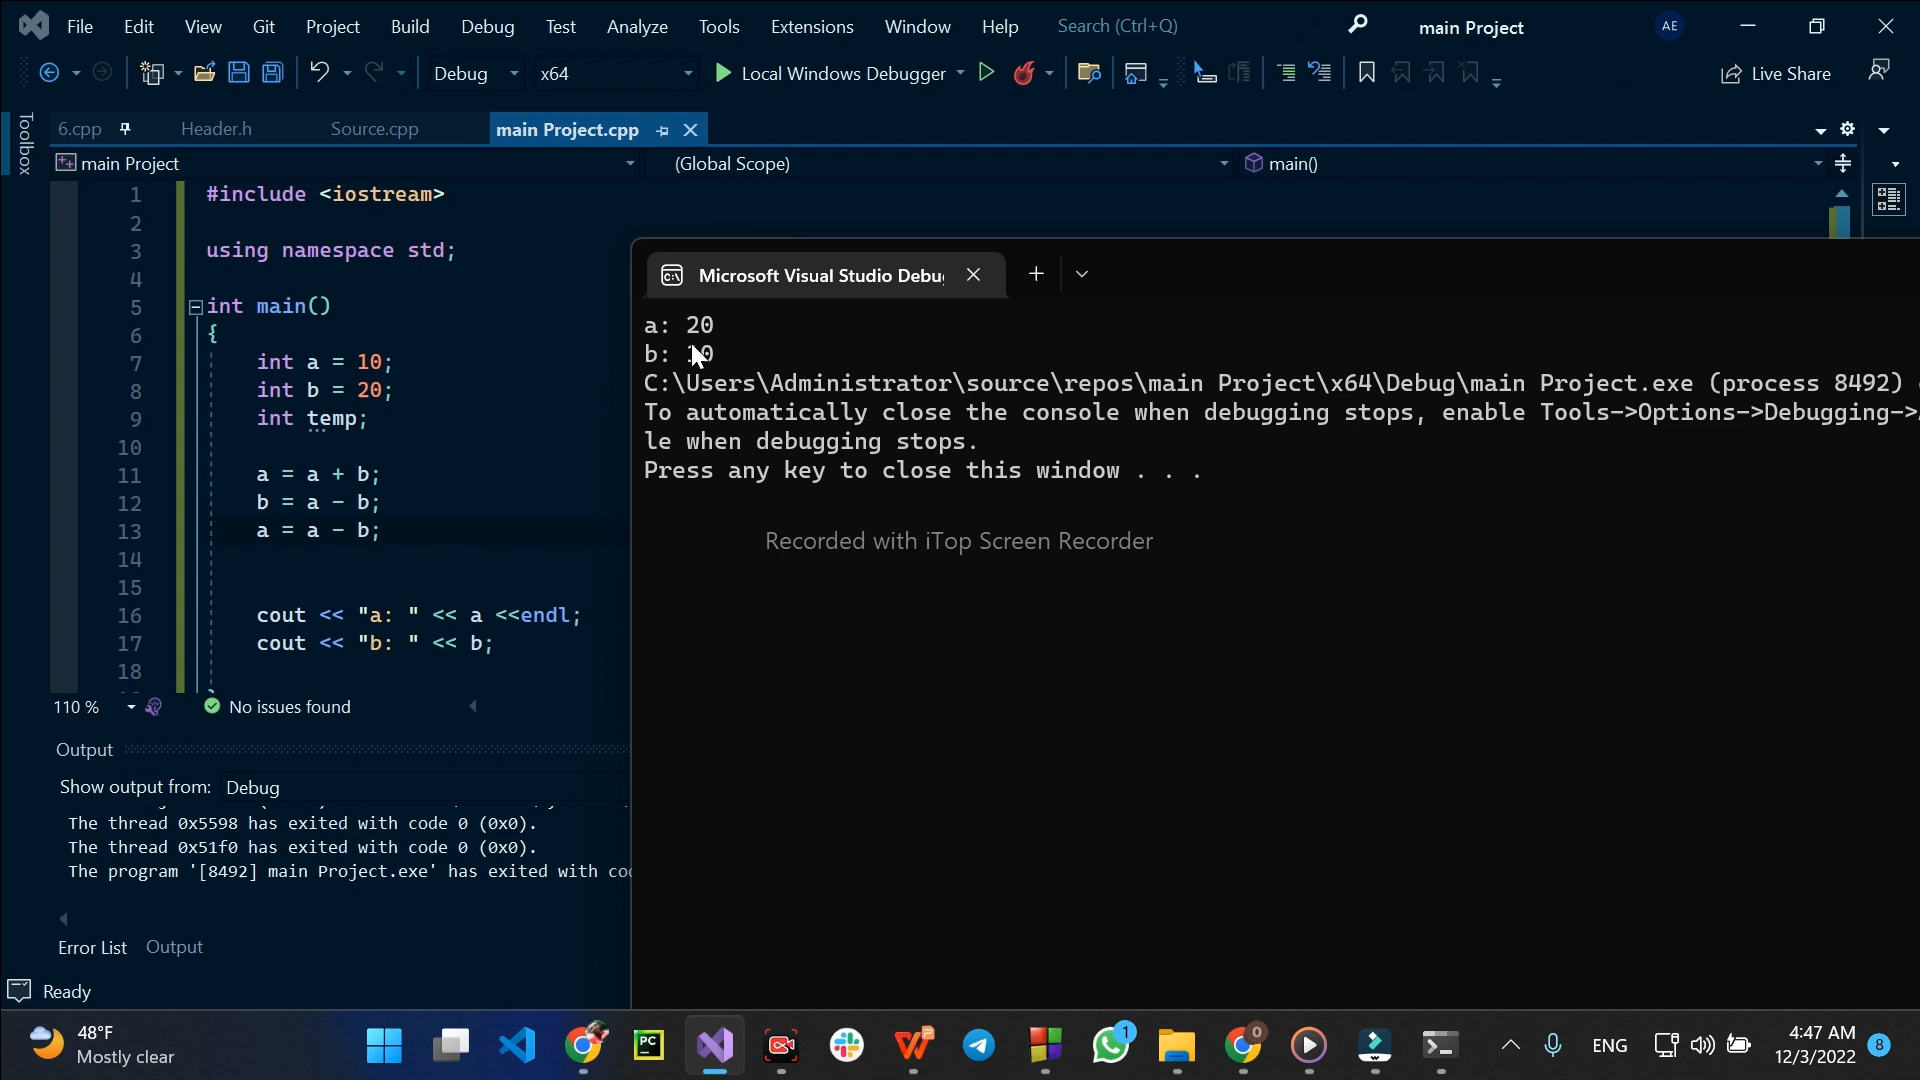 File Edit View Git Project Build Debug Test Analyze Tools Extensions Window Help Search (Ctrl+Q) main Project AE
Debug x64 Local Windows Debugger Live Share
Toolbox
6.cpp Header.h Source.cpp main Project.cpp
main Project (Global Scope) main()
1 #include <iostream>
2
3 using namespace std;
4
5 int main()
6 {
7 int a = 10;
8 int b = 20;
9 int temp;
10
11 a = a + b;
12 b = a - b;
13 a = a - b;
14
15
16 cout << "a: " << a <<endl;
17 cout << "b: " << b;
18
110 % No issues found
Output
Show output from: Debug
The thread 0x5598 has exited with code 0 (0x0).
The thread 0x51f0 has exited with code 0 (0x0).
The program '[8492] main Project.exe' has exited with
Error List Output
Ready
Microsoft Visual Studio Debu
a: 20
b: 10
C:\Users\Administrator\source\repos\main Project\x64\Debug\main Project.exe (process 8492)
To automatically close the console when debugging stops, enable Tools->Options->Debugging->
le when debugging stops.
Press any key to close this window . . .
Recorded with iTop Screen Recorder
48°F
Mostly clear
PC
1
0
ENG
4:47 AM
12/3/2022
8